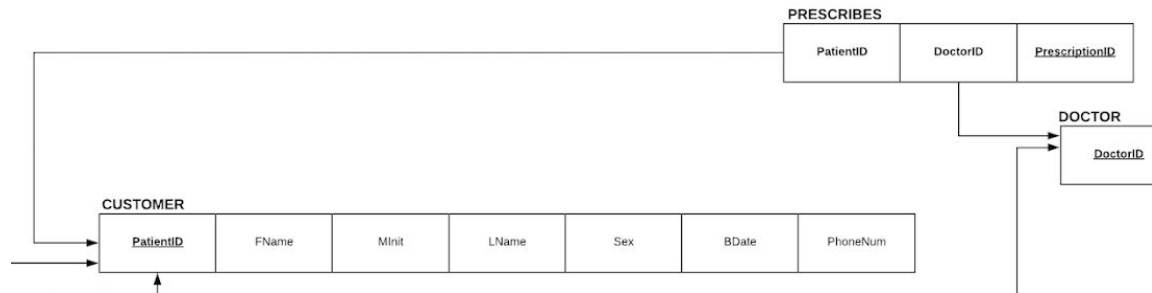 PRESCRIBES
PatientID DoctorID PrescriptionID
DOCTOR
DoctorID
CUSTOMER
PatientID FName MInit LName Sex BDate PhoneNum